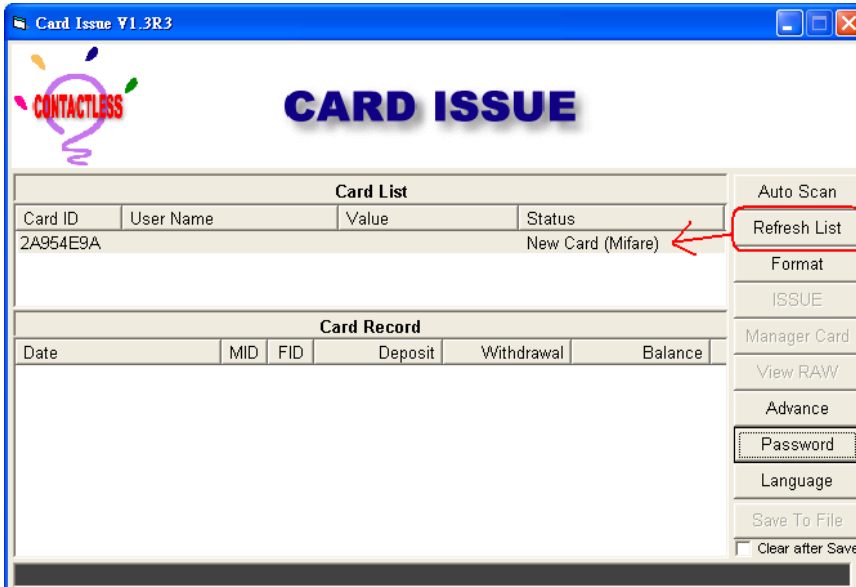 Card Issue V1.3R3
CONTACTLESS
CARD ISSUE
Card List
Card ID User Name Value Status
2A954E9A New Card (Mifare)
Card Record
Date MID FID Deposit Withdrawal Balance
Auto Scan
Refresh List
Format
ISSUE
Manager Card
View RAW
Advance
Password
Language
Save To File
Clear after Save